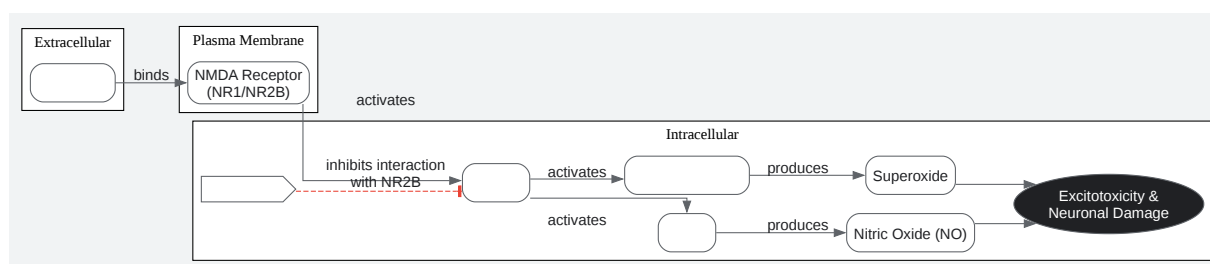 Extracellular
Plasma Membrane
binds
NMDA Receptor
(NR1/NR2B)
activates
Intracellular
inhibits interaction
with NR2B
activates
produces
Superoxide
Excitotoxicity &
Neuronal Damage
activates
produces
Nitric Oxide (NO)